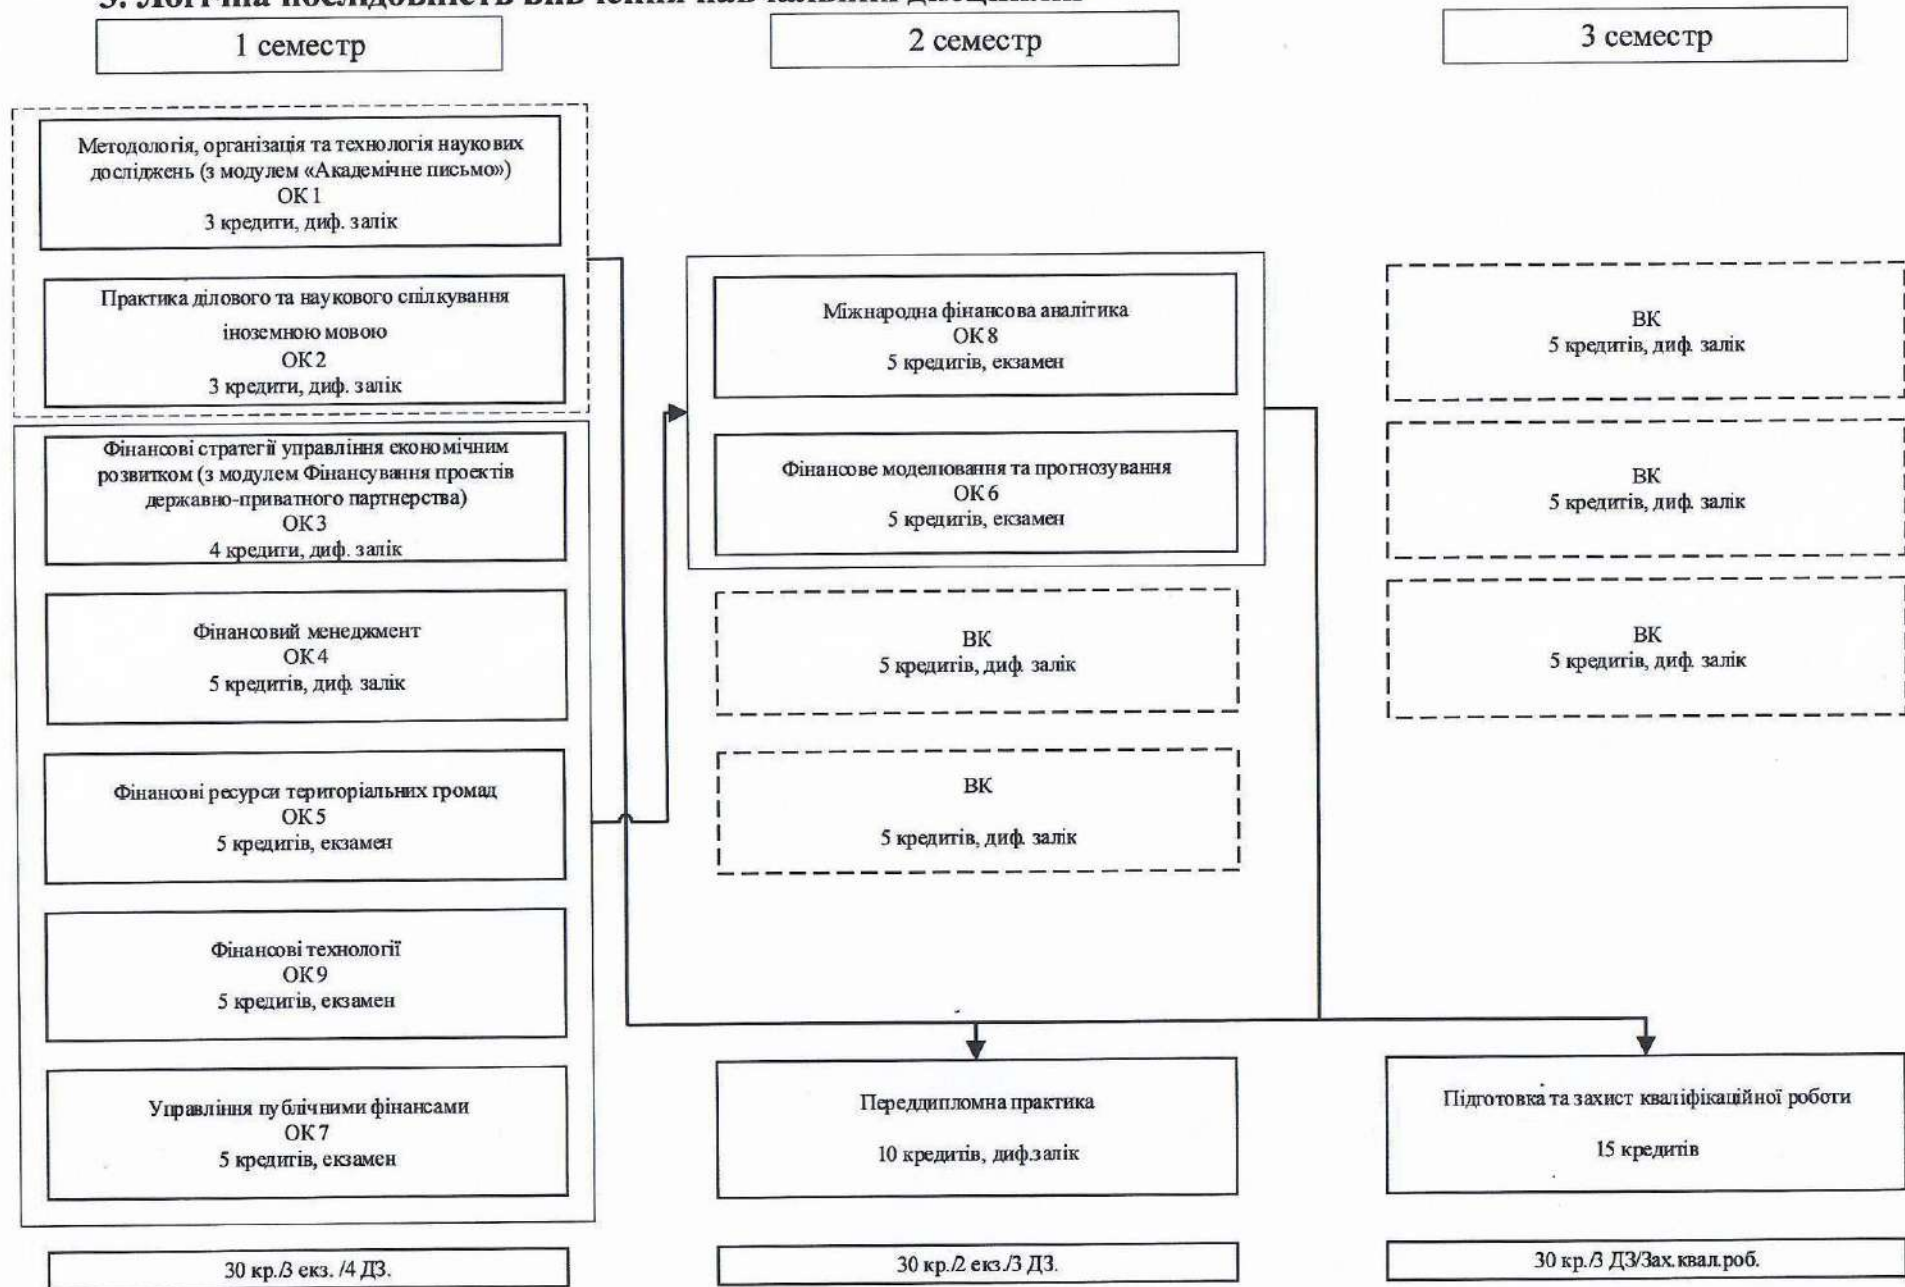 3. Логічна послідовність вивчення навчальних дисциплін
1 семестр
2 семестр
3 семестр
Методологія, організація та технологія наукових
досліджень (з модулем «Академічне письмо»)
ОК 1
3 кредити, диф. залік
Практика ділового та наукового спілкування
іноземною мовою
ОК 2
3 кредити, диф. залік
Фінансові стратегії управління економічним
розвитком (з модулем Фінансування проектів
державно-приватного партнерства)
ОК 3
4 кредити, диф. залік
Фінансовий менеджмент
ОК 4
5 кредитів, диф. залік
Фінансові ресурси територіальних громад
ОК 5
5 кредитів, екзамен
Фінансові технології
ОК 9
5 кредитів, екзамен
Управління публічними фінансами
ОК 7
5 кредитів, екзамен
30 кр./3 екз. /4 ДЗ.
Міжнародна фінансова аналітика
ОК 8
5 кредитів, екзамен
Фінансове моделювання та прогнозування
ОК 6
5 кредитів, екзамен
ВК
5 кредитів, диф. залік
ВК
5 кредитів, диф. залік
Переддипломна практика
10 кредитів, диф.залік
30 кр./2 екз./3 ДЗ.
ВК
5 кредитів, диф. залік
ВК
5 кредитів, диф. залік
ВК
5 кредитів, диф. залік
Підготовка та захист кваліфікаційної роботи
15 кредитів
30 кр./3 ДЗ/Зах.квал.роб.